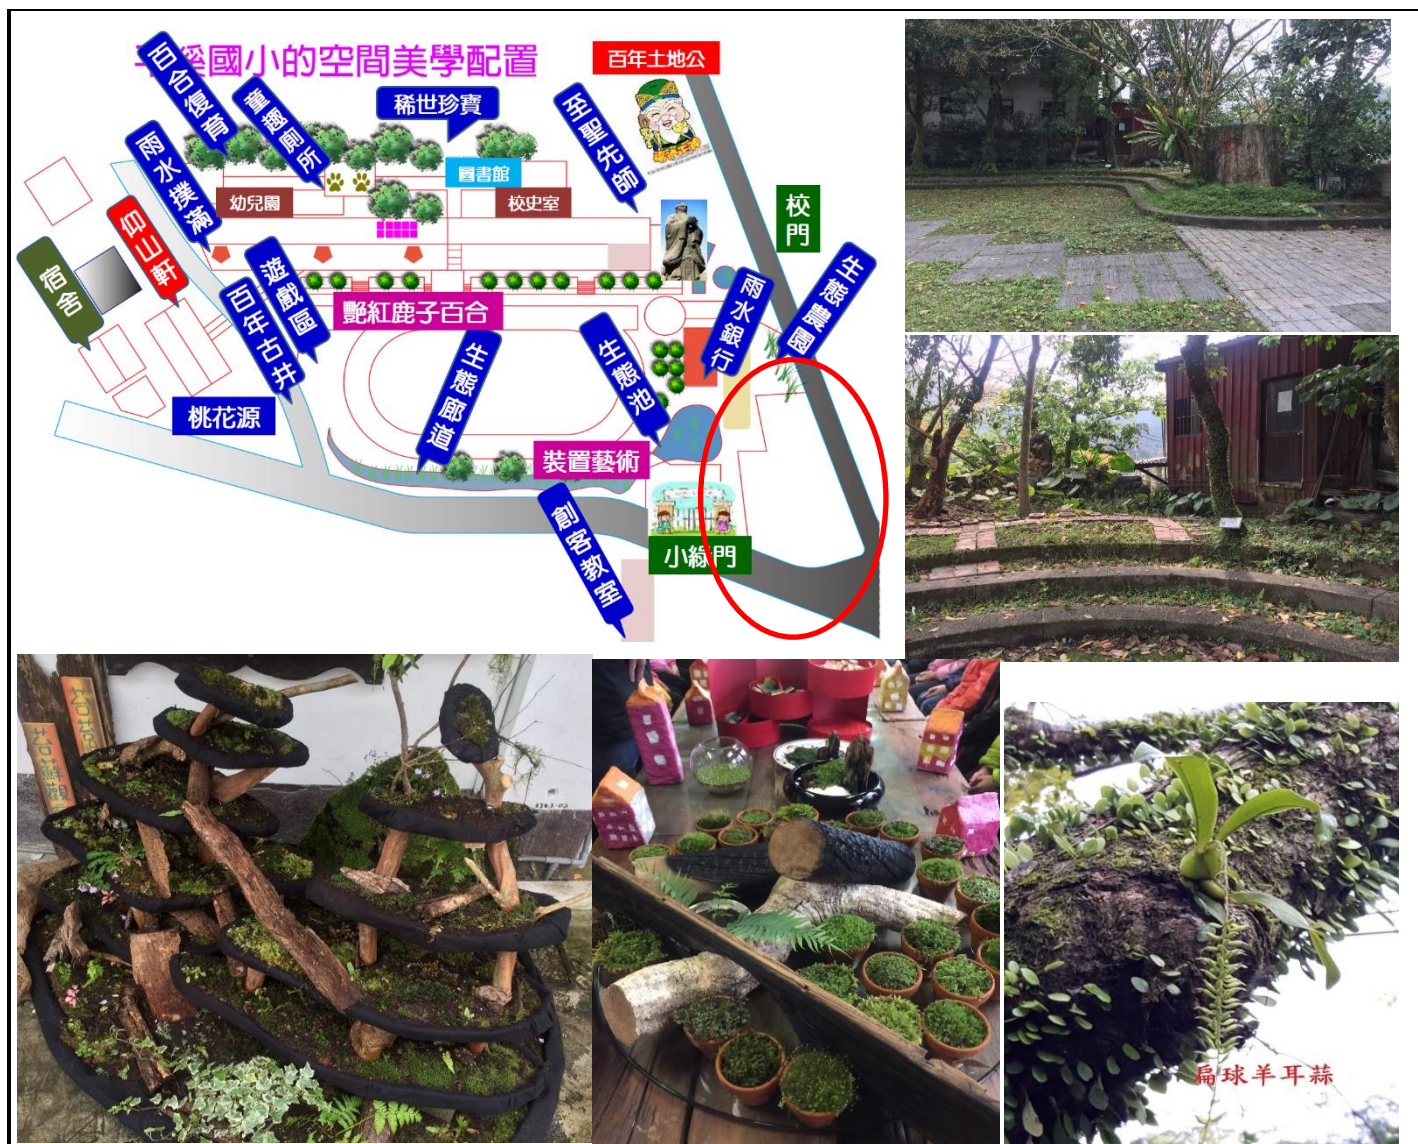 溪國小的空間美學配置
百年土地公
百合復育
童趣廁所
稀世珍寶
至聖先師
雨水撲滿
幼兒園
圖書館
校史室
校門
宿舍
仰山軒
百年古井
遊戲區
艷紅鹿子百合
生態廊道
生態池
雨水銀行
生態農園
桃花源
裝置藝術
創客教室
小綠門
扁球羊耳蒜